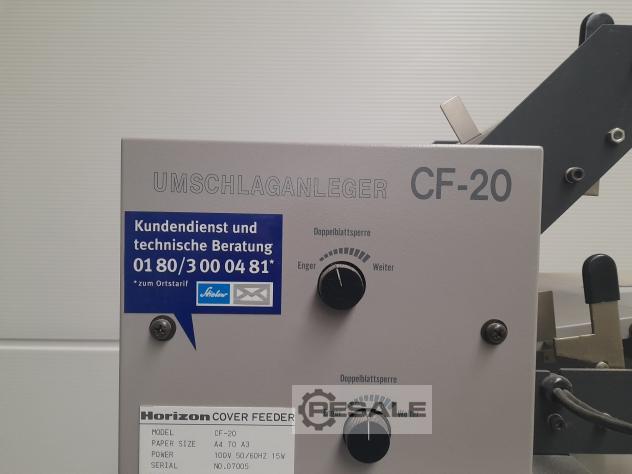 UMSCHLAGANLEGER CF-20
Kundendienst und
technische Beratung
01 80/3 00 04 81*
*zum Ortstarif
Stielow
Doppelblattsperre
Enger Weiter
Doppelblattsperre
RESALE
Horizon COVER FEEDER
MODEL CF-20
PAPER SIZE A4 TO A3
POWER 100V 50/60HZ 15W
SERIAL NO.07005